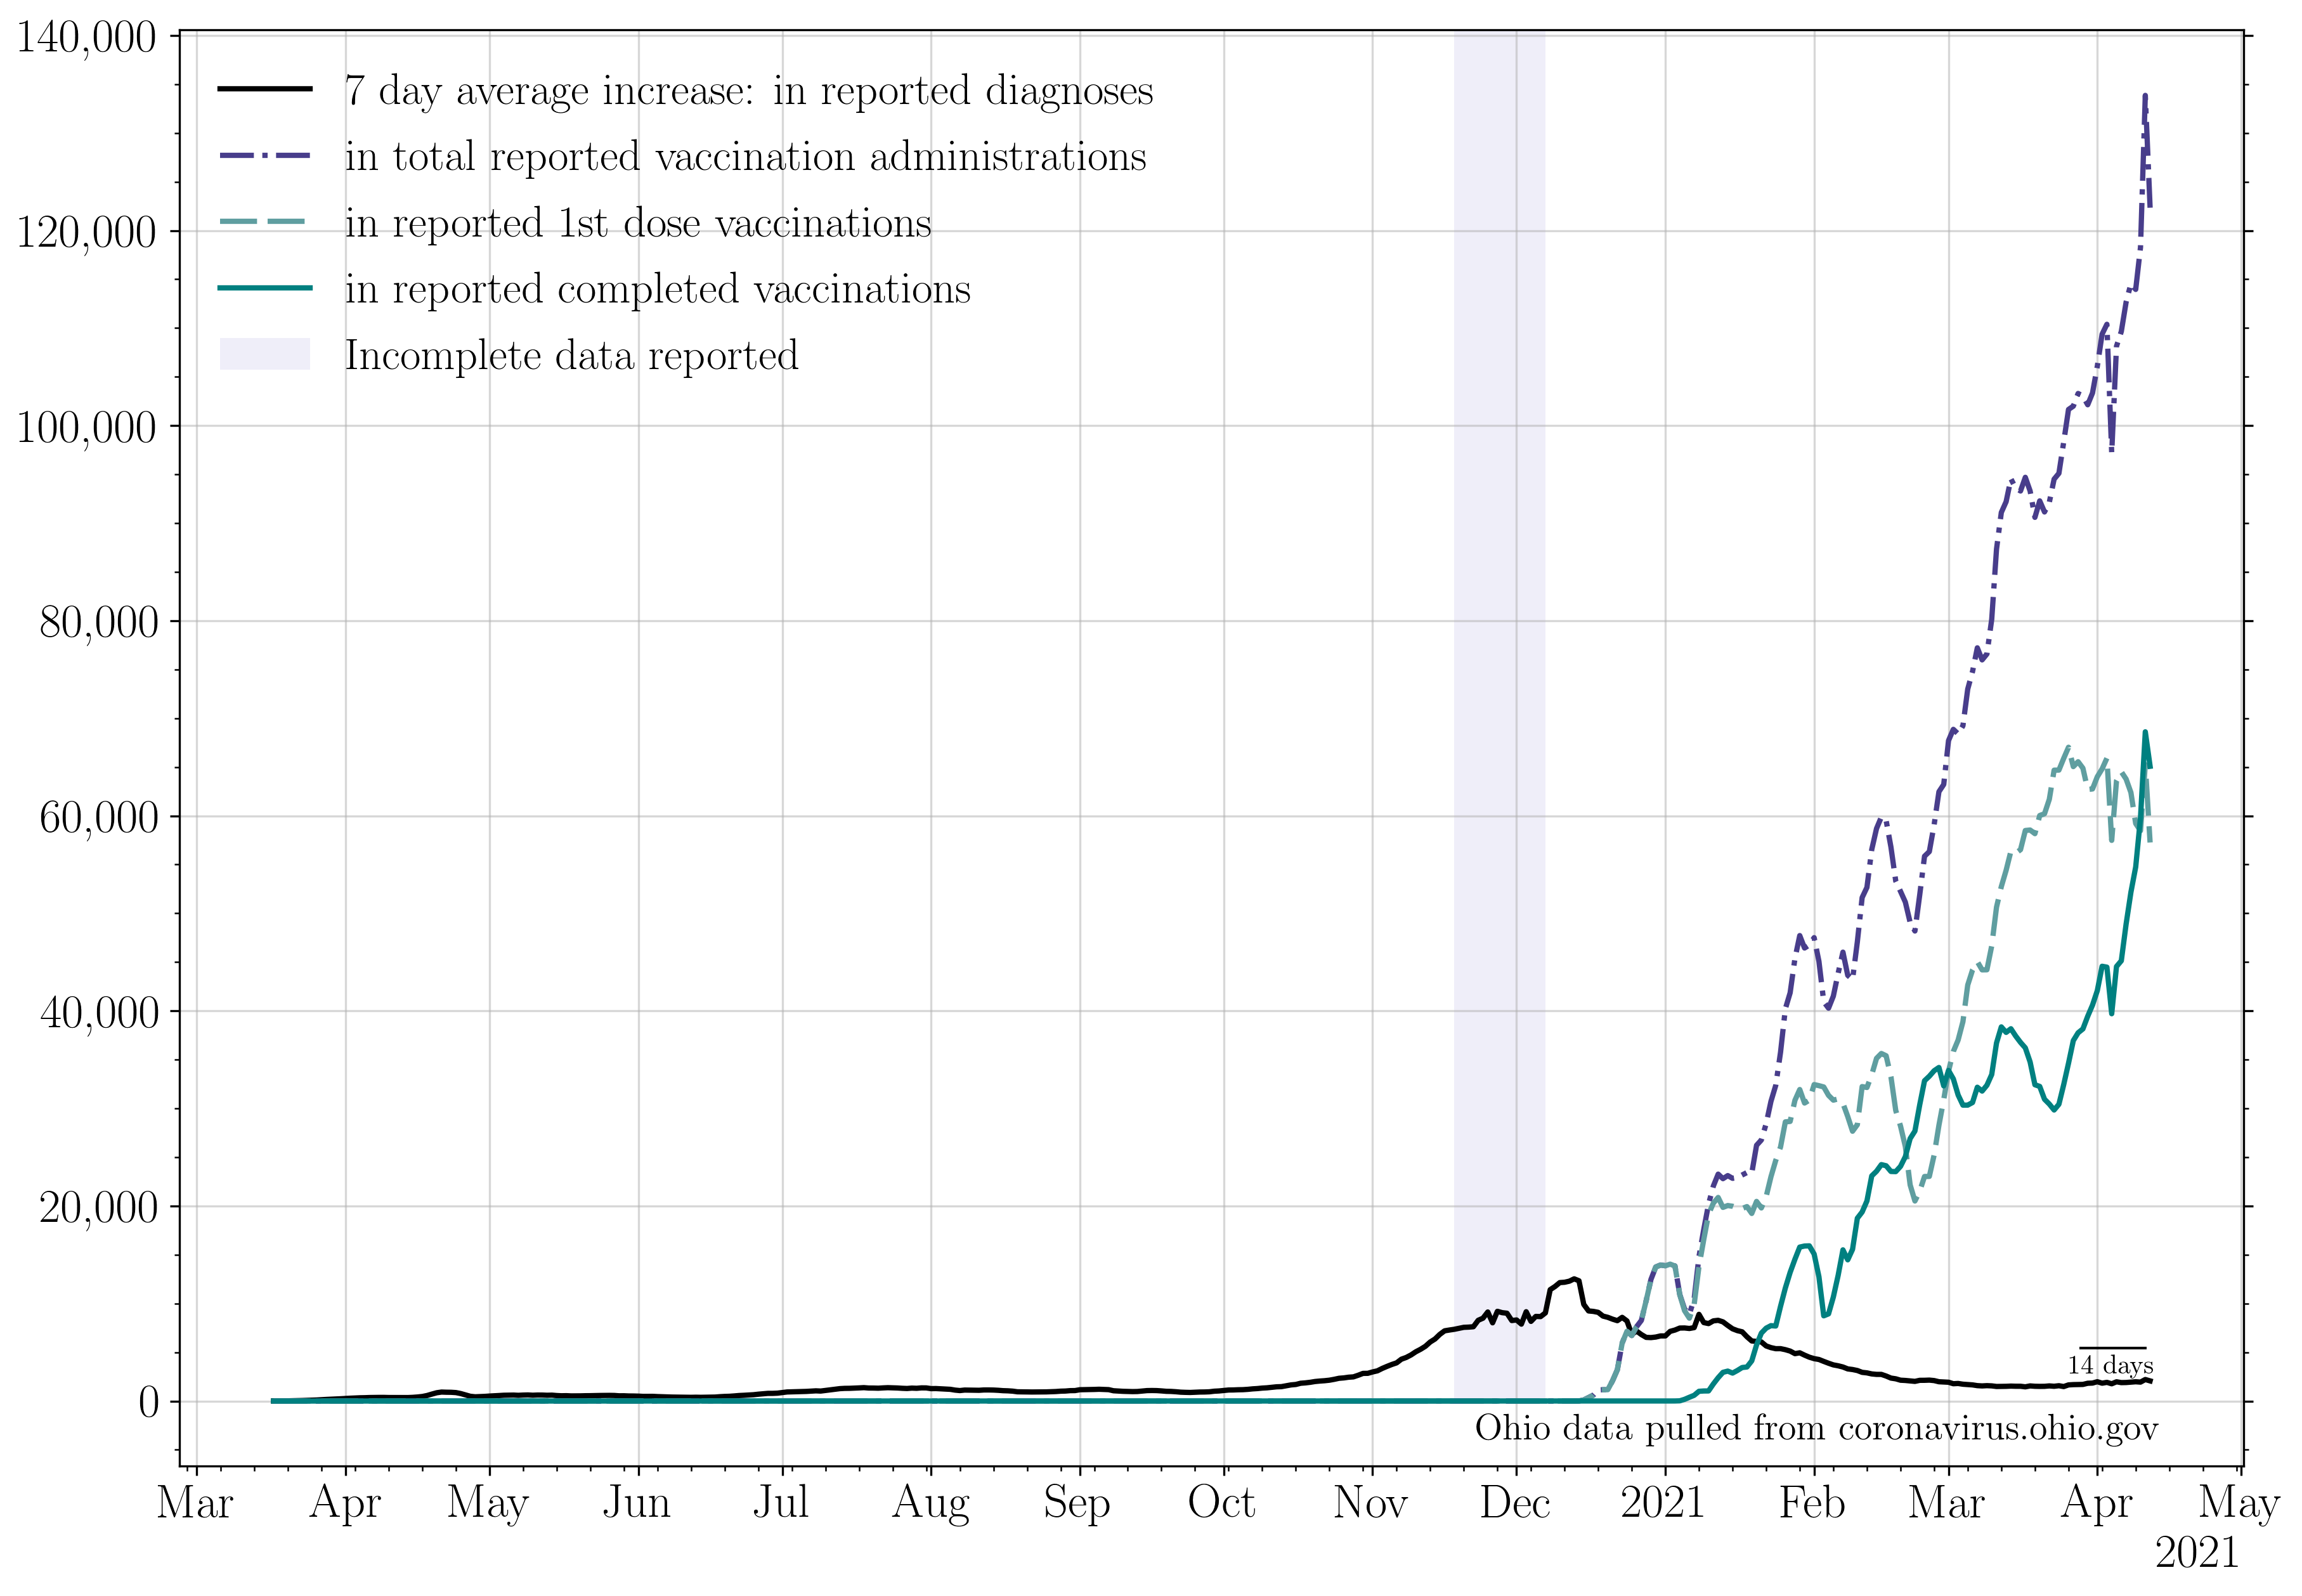 140,000
120,000
100,000
80,000
60,000
40,000
20,000
0
7 day average increase: in reported diagnoses
in total reported vaccination administrations
in reported 1st dose vaccinations
in reported completed vaccinations
Incomplete data reported
14 days
Ohio data pulled from coronavirus.ohio.gov
Mar Apr May Jun Jul Aug Sep Oct Nov Dec 2021 Feb Mar Apr May
2021